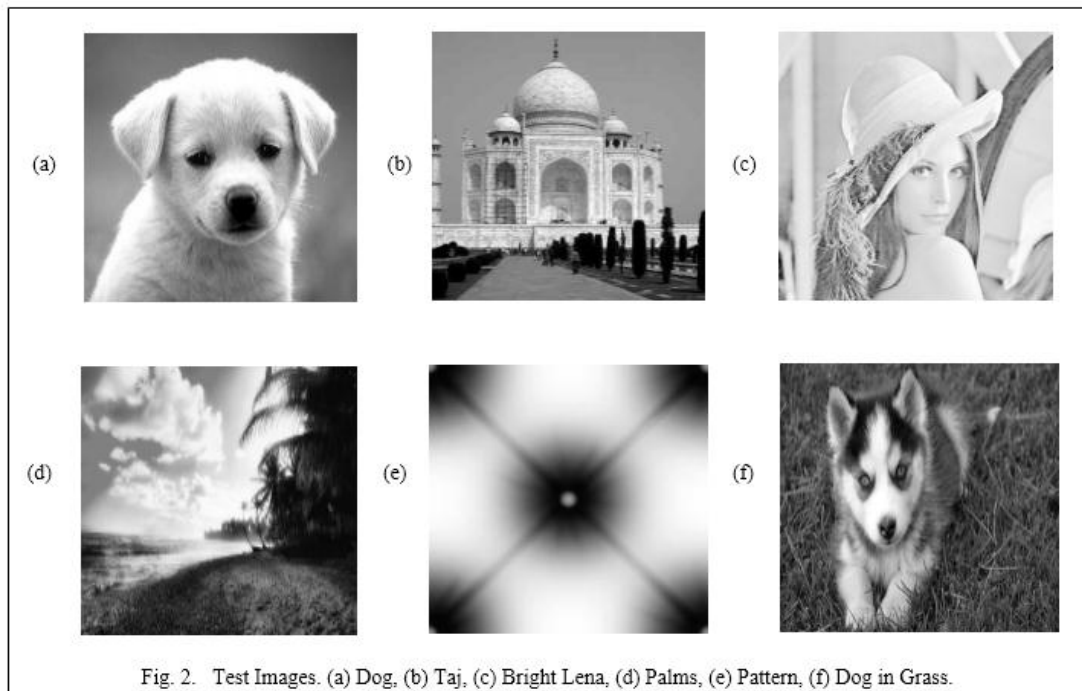 (a)
(b)
(c)
(d)
(e)
(f)
Fig. 2. Test Images. (a) Dog, (b) Taj, (c) Bright Lena, (d) Palms, (e) Pattern, (f) Dog in Grass.